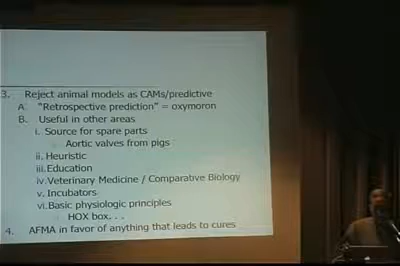 3. Reject animal models as CAMs/predictive
A. "Retrospective prediction" = oxymoron
B. Useful in other areas
i. Source for spare parts
Aortic valves from pigs
ii. Heuristic
iii. Education
iv. Veterinary Medicine / Comparative Biology
v. Incubators
vi. Basic physiologic principles
HOX box. . .
4. AFMA in favor of anything that leads to cures